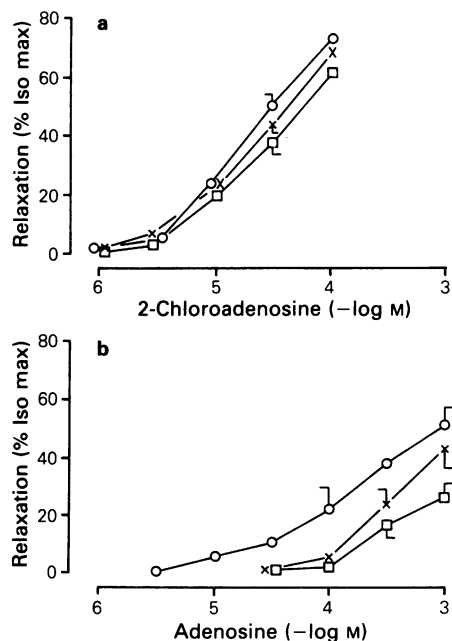 a
80
60
40
20
0
Relaxation (% Iso max)
6 5 4 3
2-Chloroadenosine (−log M)
b
80
60
40
20
0
Relaxation (% Iso max)
6 5 4 3
Adenosine (−log M)